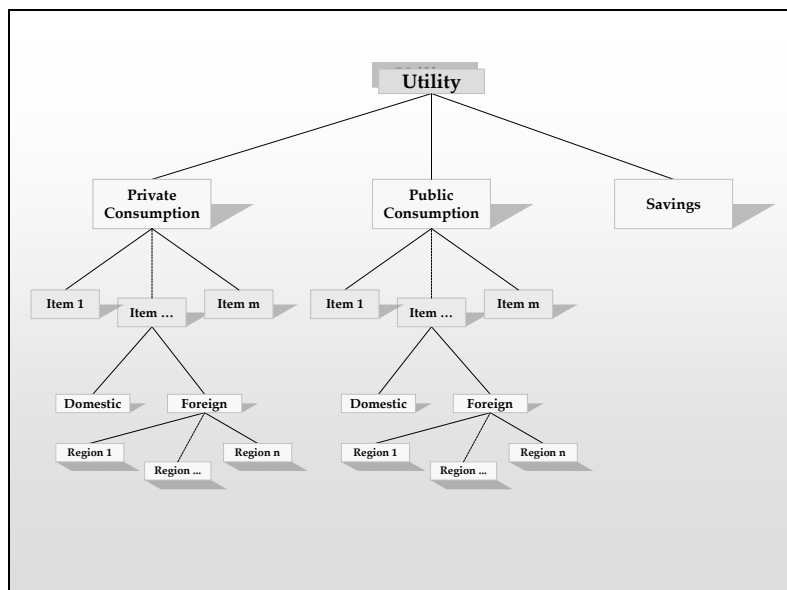 Utility
Private
Consumption
Public
Consumption
Savings
Item 1
Item …
Item m
Item 1
Item …
Item m
Domestic
Foreign
Domestic
Foreign
Region 1
Region ...
Region n
Region 1
Region ...
Region n